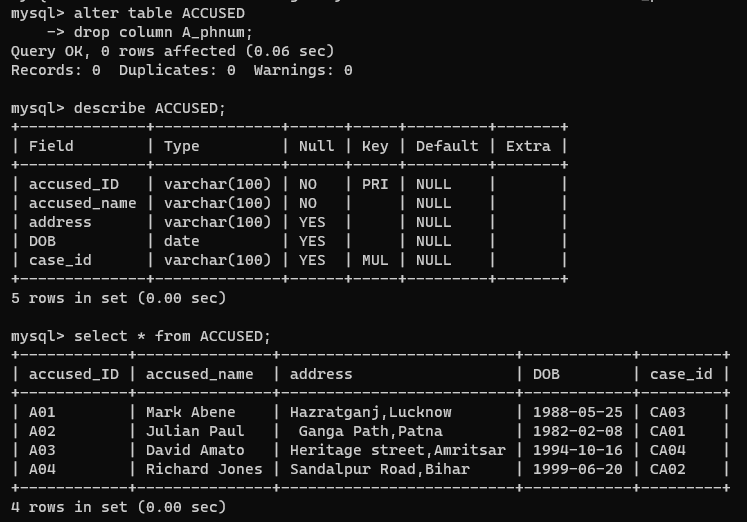 mysql> alter table ACCUSED
    -> drop column A_phnum;
Query OK, 0 rows affected (0.06 sec)
Records: 0  Duplicates: 0  Warnings: 0

mysql> describe ACCUSED;
+--------------+--------------+------+-----+---------+-------+
| Field        | Type         | Null | Key | Default | Extra |
+--------------+--------------+------+-----+---------+-------+
| accused_ID   | varchar(100) | NO   | PRI | NULL    |       |
| accused_name | varchar(100) | NO   |     | NULL    |       |
| address      | varchar(100) | YES  |     | NULL    |       |
| DOB          | date         | YES  |     | NULL    |       |
| case_id      | varchar(100) | YES  | MUL | NULL    |       |
+--------------+--------------+------+-----+---------+-------+
5 rows in set (0.00 sec)

mysql> select * from ACCUSED;
+------------+---------------+--------------------------+------------+---------+
| accused_ID | accused_name  | address                  | DOB        | case_id |
+------------+---------------+--------------------------+------------+---------+
| A01        | Mark Abene    | Hazratganj,Lucknow       | 1988-05-25 | CA03    |
| A02        | Julian Paul   |  Ganga Path,Patna        | 1982-02-08 | CA01    |
| A03        | David Amato   | Heritage street,Amritsar | 1994-10-16 | CA04    |
| A04        | Richard Jones | Sandalpur Road,Bihar     | 1999-06-20 | CA02    |
+------------+---------------+--------------------------+------------+---------+
4 rows in set (0.00 sec)